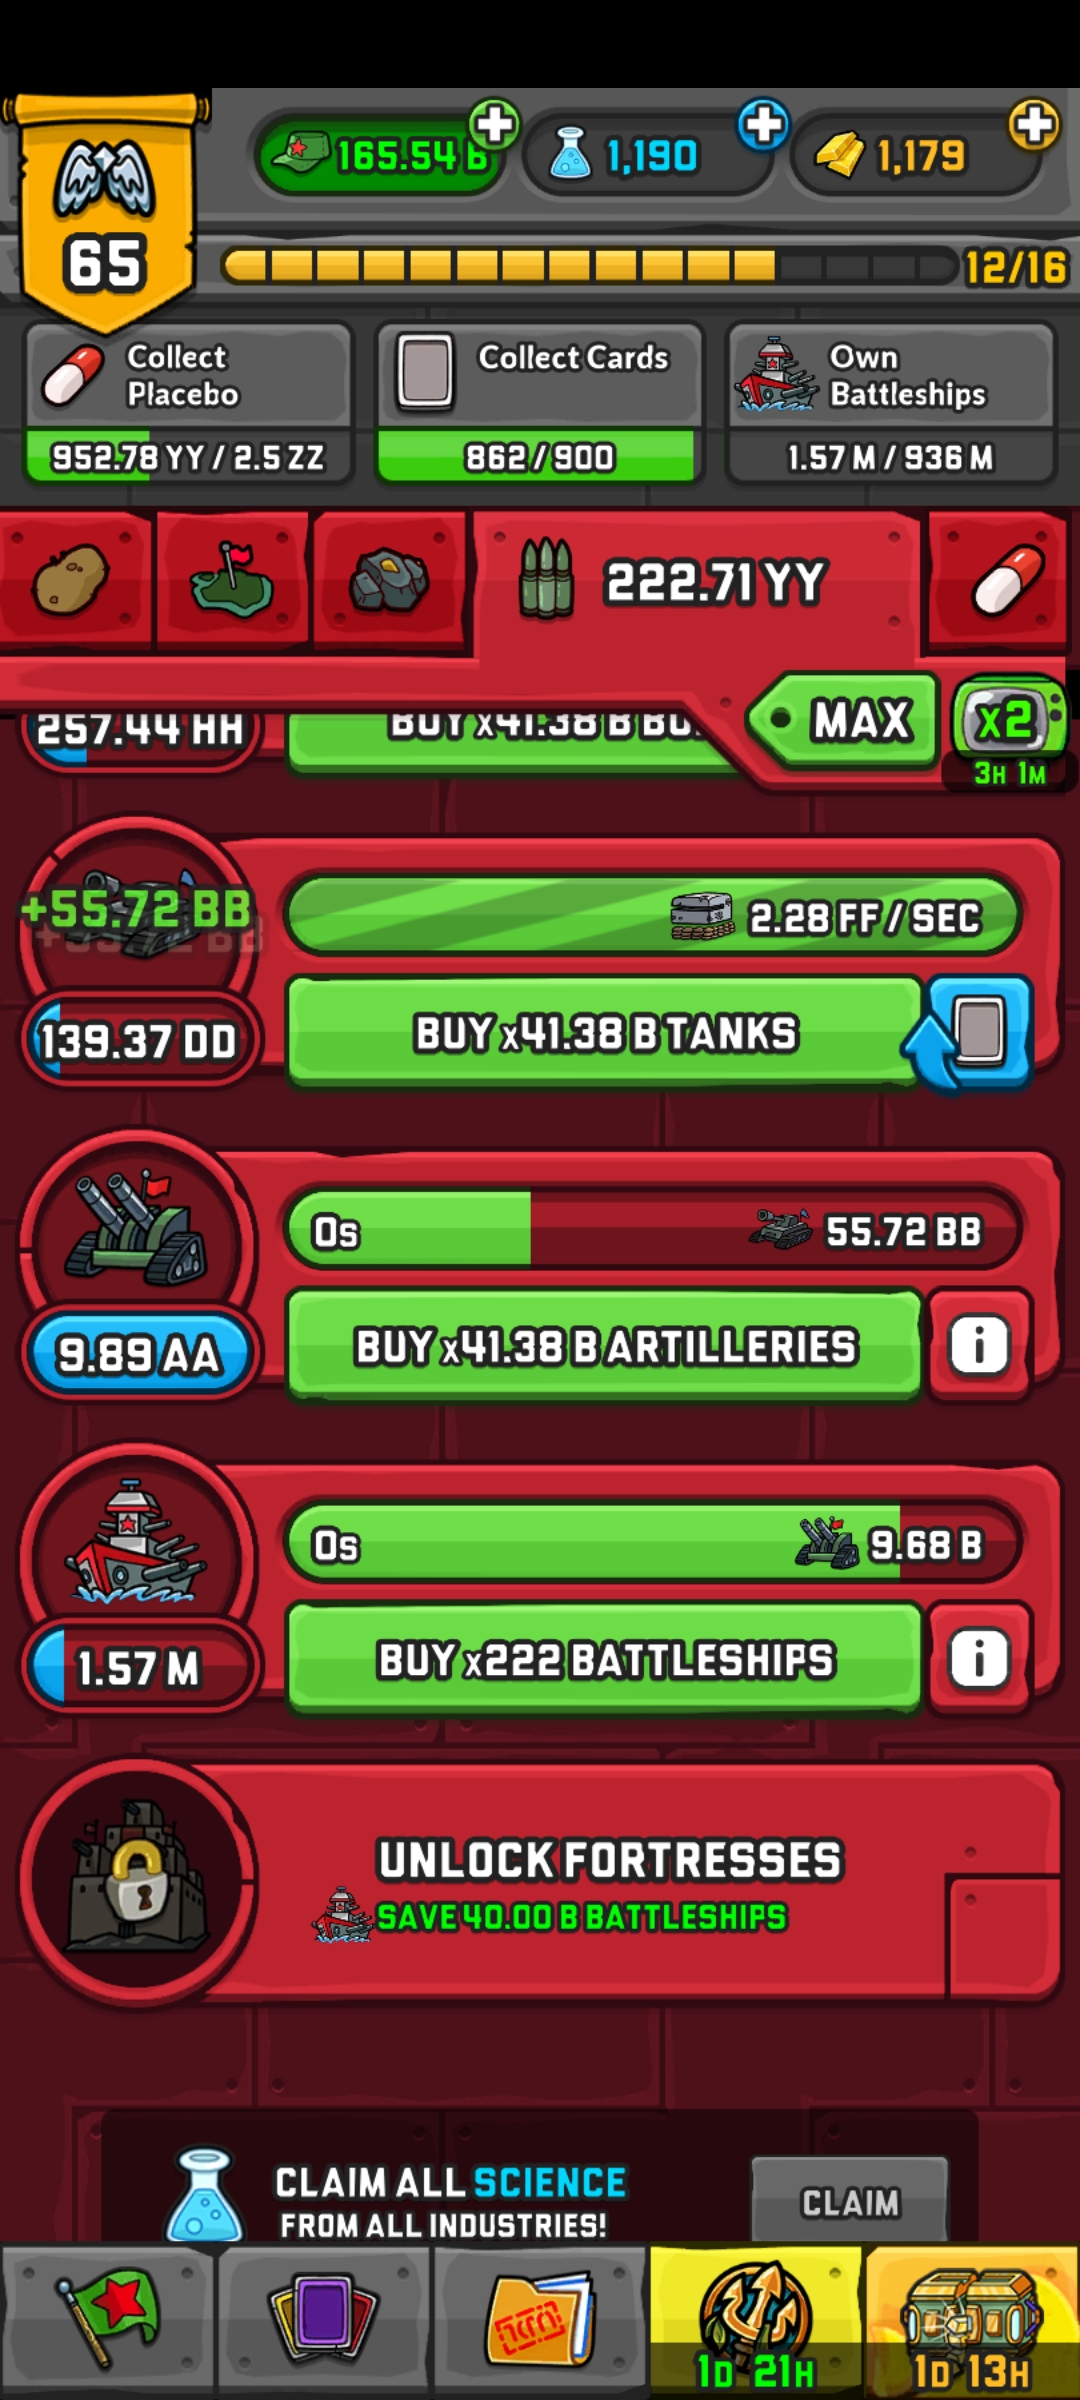 165.54 B
1,190
1,179
65
12/16
Collect
Placebo
952.78 YY / 2.5 ZZ
Collect Cards
862/900
Own
Battleships
1.57 M / 936 M
222.71 YY
MAX
x2
3H 1M
257.44 HH
BUY x41.38 B BU
+55.72 BB
2.28 FF / SEC
139.37 DD
BUY x41.38 B TANKS
0s
55.72 BB
9.89 AA
BUY x41.38 B ARTILLERIES
0s
9.68 B
1.57 M
BUY x222 BATTLESHIPS
UNLOCK FORTRESSES
SAVE 40.00 B BATTLESHIPS
CLAIM ALL SCIENCE
FROM ALL INDUSTRIES!
CLAIM
1D 21H
1D 13H